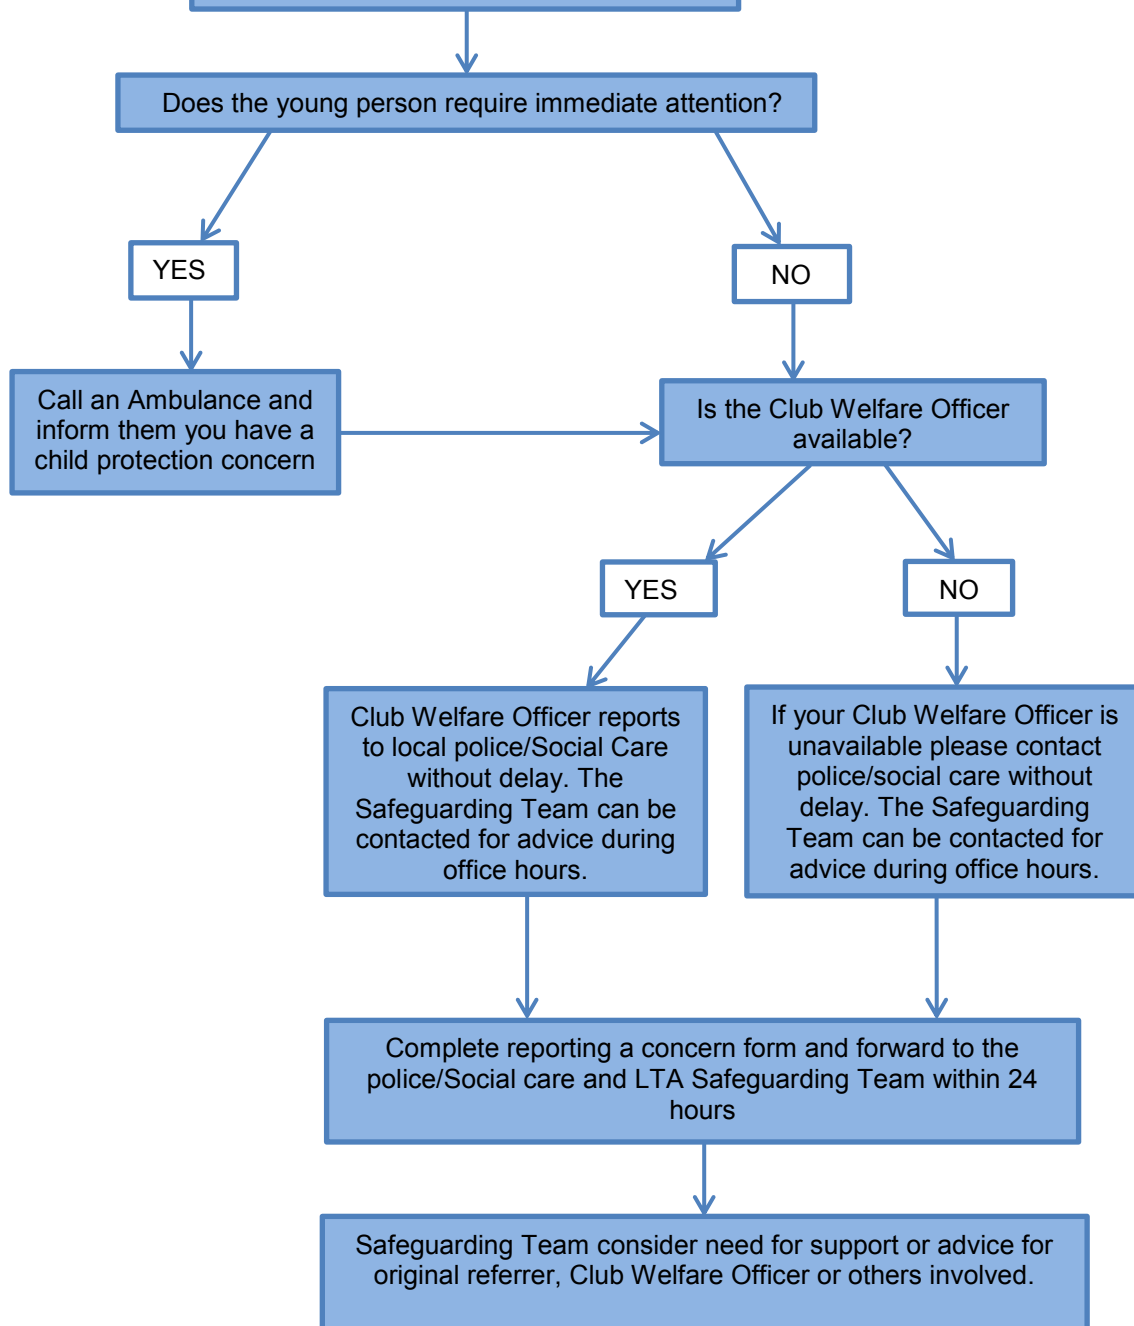 Does the young person require immediate attention?
YES
NO
Call an Ambulance and
inform them you have a
child protection concern
Is the Club Welfare Officer
available?
YES
NO
Club Welfare Officer reports
to local police/Social Care
without delay. The
Safeguarding Team can be
contacted for advice during
office hours.
If your Club Welfare Officer is
unavailable please contact
police/social care without
delay. The Safeguarding
Team can be contacted for
advice during office hours.
Complete reporting a concern form and forward to the
police/Social care and LTA Safeguarding Team within 24
hours
Safeguarding Team consider need for support or advice for
original referrer, Club Welfare Officer or others involved.